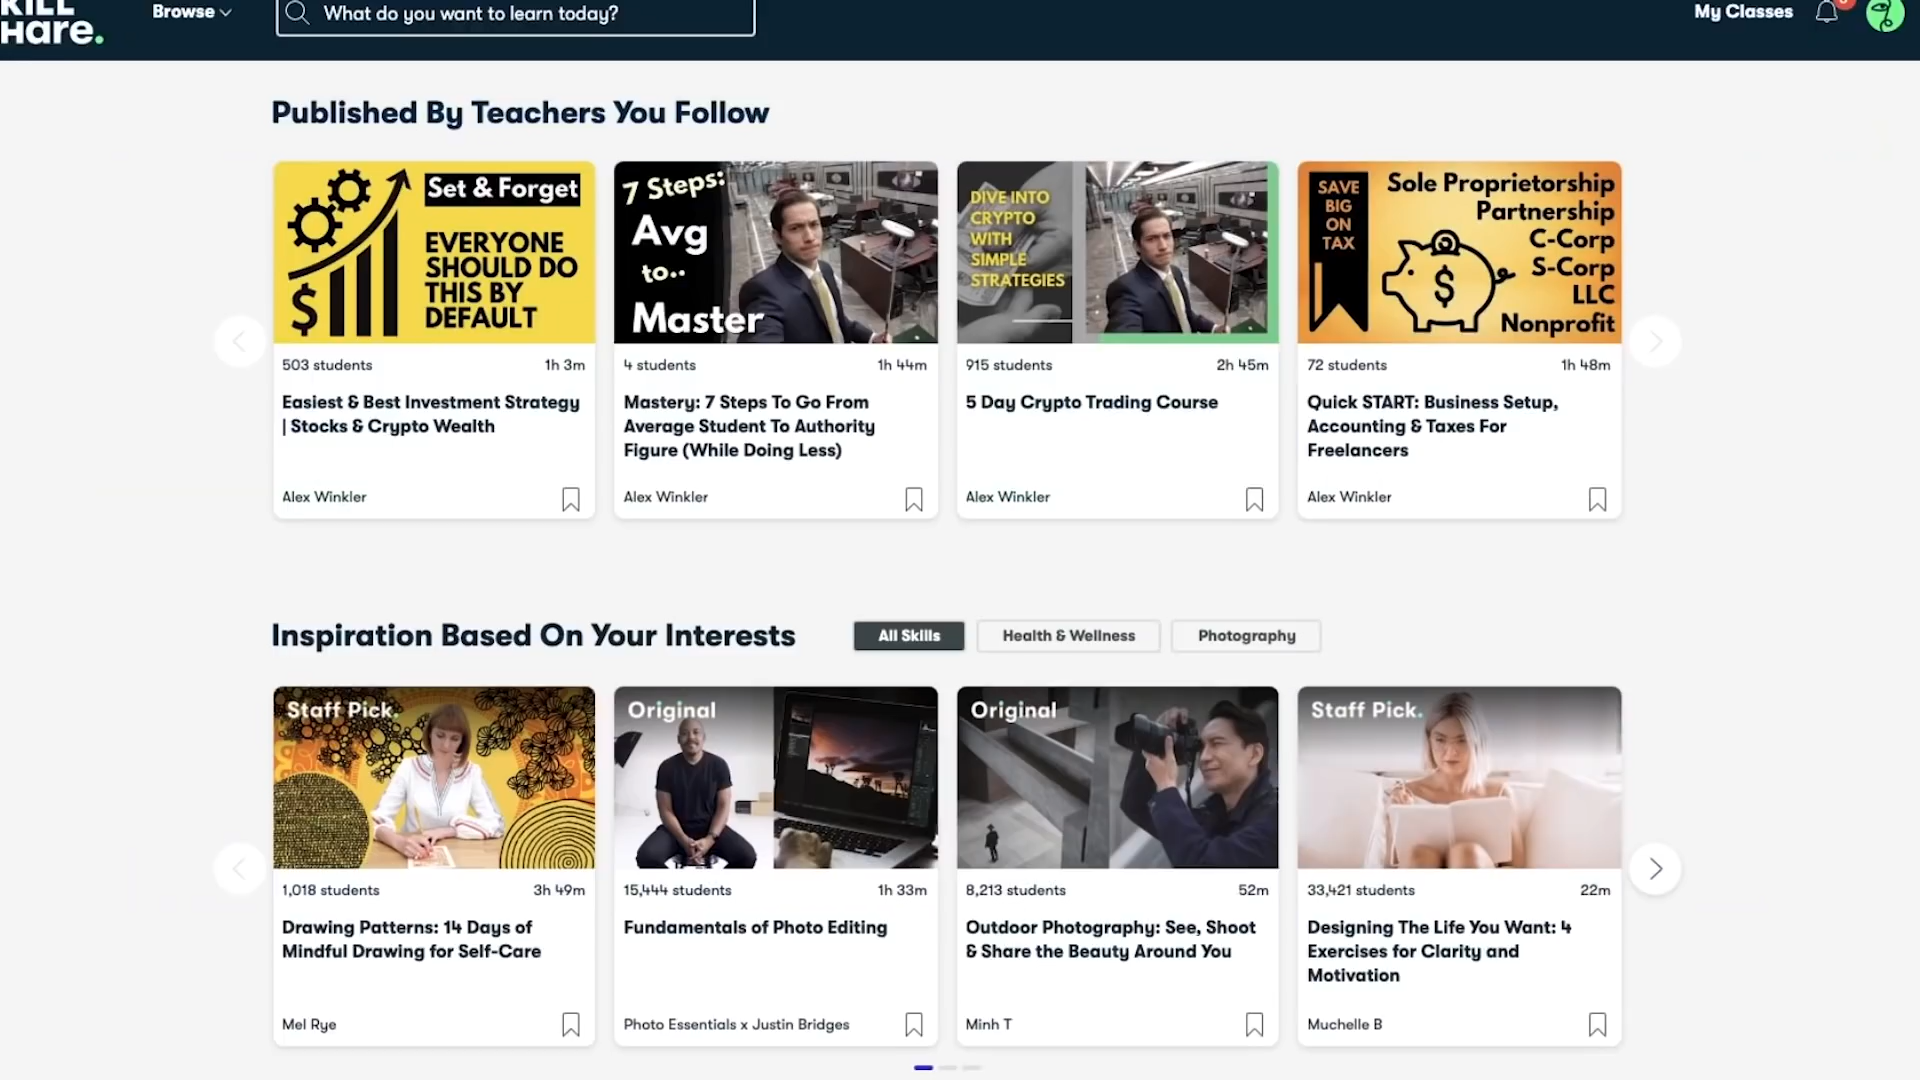 KILL
Hare.
Browse
What do you want to learn today?
My Classes
Published By Teachers You Follow
Set & Forget
EVERYONE
SHOULD DO
THIS BY
DEFAULT
503 students
1h 3m
Easiest & Best Investment Strategy
| Stocks & Crypto Wealth
Alex Winkler
7 Steps:
Avg
to..
Master
4 students
1h 44m
Mastery: 7 Steps To Go From
Average Student To Authority
Figure (While Doing Less)
Alex Winkler
DIVE INTO
CRYPTO
WITH
SIMPLE
STRATEGIES
915 students
2h 45m
5 Day Crypto Trading Course
Alex Winkler
SAVE
BIG
ON
TAX
Sole Proprietorship
Partnership
C-Corp
S-Corp
LLC
Nonprofit
72 students
1h 48m
Quick START: Business Setup,
Accounting & Taxes For
Freelancers
Alex Winkler
Inspiration Based On Your Interests
All Skills
Health & Wellness
Photography
Staff Pick.
1,018 students
3h 49m
Drawing Patterns: 14 Days of
Mindful Drawing for Self-Care
Mel Rye
Original
15,444 students
1h 33m
Fundamentals of Photo Editing
Photo Essentials x Justin Bridges
Original
8,213 students
52m
Outdoor Photography: See, Shoot
& Share the Beauty Around You
Minh T
Staff Pick.
33,421 students
22m
Designing The Life You Want: 4
Exercises for Clarity and
Motivation
Muchelle B